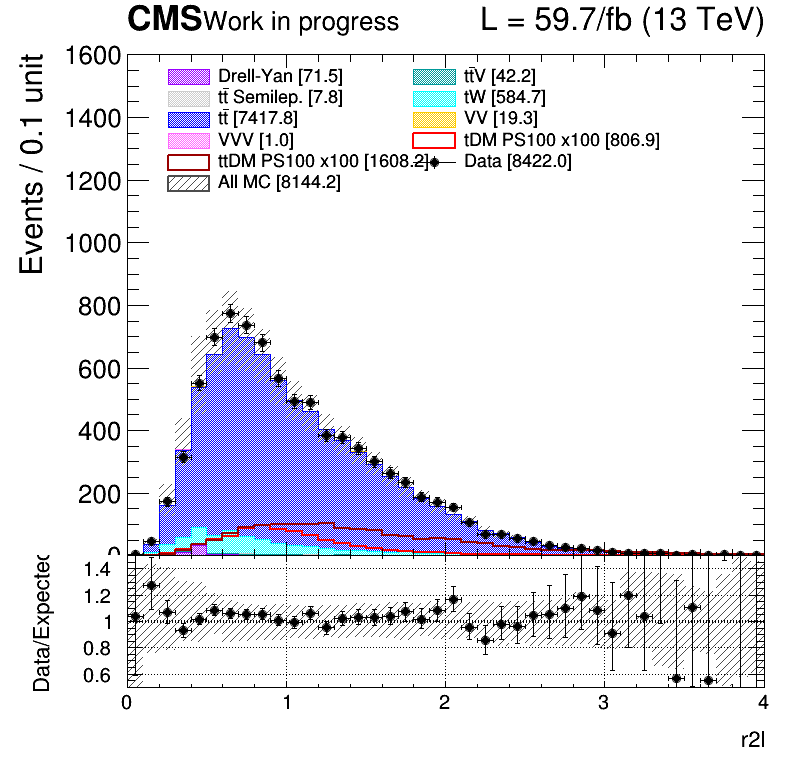 CMS Work in progress L = 59.7/fb (13 TeV)
Events / 0.1 unit
1600
1400
1200
1000
800
600
400
200
0
Drell-Yan [71.5] tt̄V [42.2]
tt̄ Semilep. [7.8] tW [584.7]
tt̄ [7417.8] VV [19.3]
VVV [1.0] tDM PS100 x100 [806.9]
ttDM PS100 x100 [1608.2] Data [8422.0]
All MC [8144.2]
Data/Expected
1.4
1.2
1
0.8
0.6
0 1 2 3 4
r2l